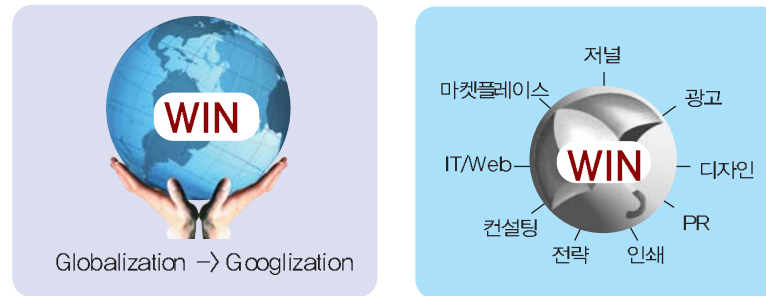 WIN
Globalization -> Googlization
저널
마켓플레이스
광고
IT/Web
WIN
디자인
컨설팅
PR
전략
인쇄